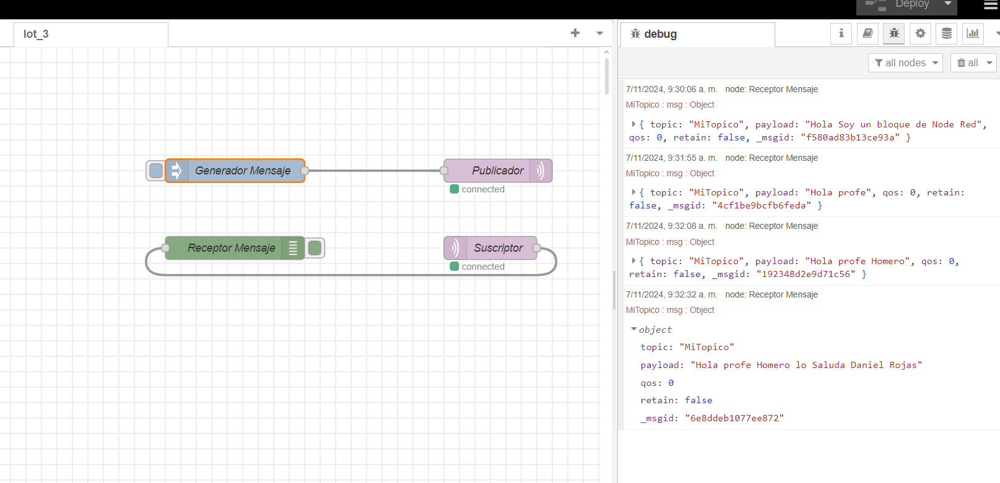 Deploy
Iot_3
debug
all nodes
all
7/11/2024, 9:30:06 a. m. node: Receptor Mensaje
MiTopico : msg : Object
{ topic: "MiTopico", payload: "Hola Soy un bloque de Node Red",
qos: 0, retain: false, _msgid: "f580ad83b13ce93a" }
7/11/2024, 9:31:55 a. m. node: Receptor Mensaje
MiTopico : msg : Object
{ topic: "MiTopico", payload: "Hola profe", qos: 0, retain:
false, _msgid: "4cf1be9bcfb6feda" }
7/11/2024, 9:32:08 a. m. node: Receptor Mensaje
MiTopico : msg : Object
{ topic: "MiTopico", payload: "Hola profe Homero", qos: 0,
retain: false, _msgid: "192348d2e9d71c56" }
7/11/2024, 9:32:32 a. m. node: Receptor Mensaje
MiTopico : msg : Object
object
topic: "MiTopico"
payload: "Hola profe Homero lo Saluda Daniel Rojas"
qos: 0
retain: false
_msgid: "6e8ddeb1077ee872"
Generador Mensaje
Publicador
connected
Receptor Mensaje
Suscriptor
connected